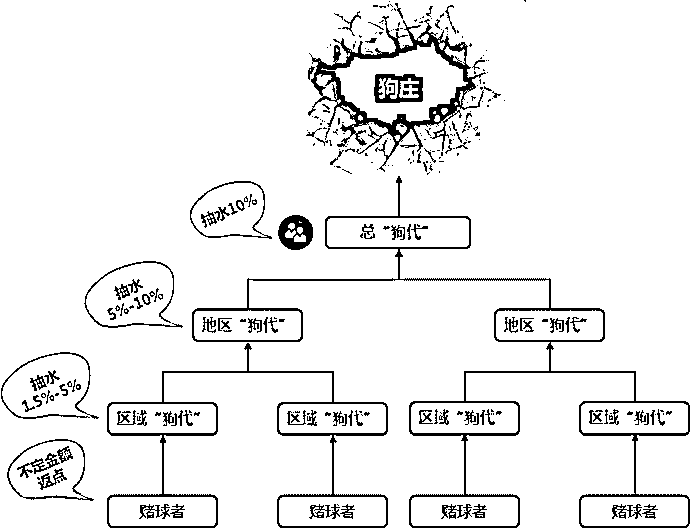 狗庄
抽水10%
总“狗代”
抽水
5%-10%
地区“狗代”
地区“狗代”
抽水
1.5%-5%
区域“狗代”
区域“狗代”
区域“狗代”
区域“狗代”
不定金额
返点
赌球者
赌球者
赌球者
赌球者